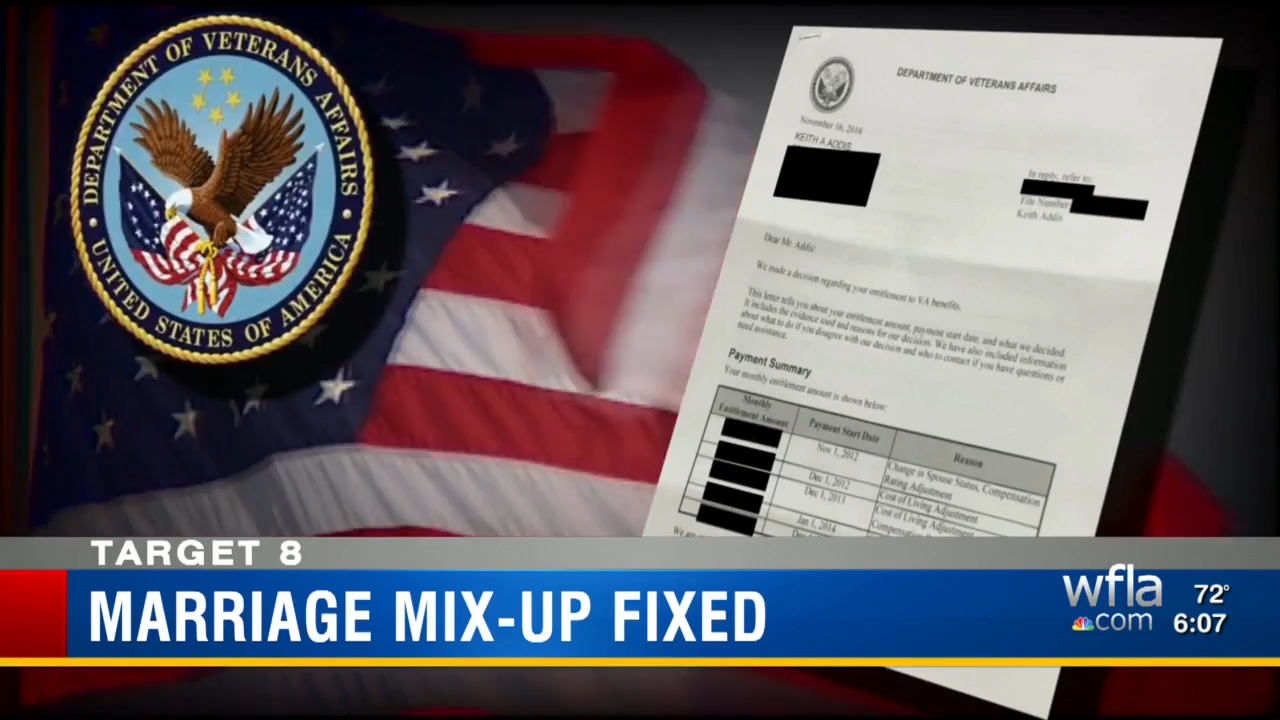 DEPARTMENT OF VETERANS AFFAIRS
UNITED STATES OF AMERICA
DEPARTMENT OF VETERANS AFFAIRS
November 16, 2016
KEITH A ADDIS
In reply, refer to:
File Number:
Keith Addis
Dear Mr. Addis:
We made a decision regarding your entitlement to VA benefits.
This letter tells you about your entitlement amount, payment start date, and what we decided.
It includes the evidence used and reasons for our decision. We have also included information
about what to do if you disagree with our decision and who to contact if you have questions or
need assistance.
Payment Summary
Your monthly entitlement amount is shown below:
Monthly
Entitlement Amount
Payment Start Date
Reason
Nov 1, 2012
Change in Spouse Status, Compensation
Rating Adjustment
Dec 1, 2012
Cost of Living Adjustment
Dec 1, 2013
Cost of Living Adjustment
Jan 1, 2014
We are
TARGET 8
MARRIAGE MIX-UP FIXED
wfla
.com
72°
6:07